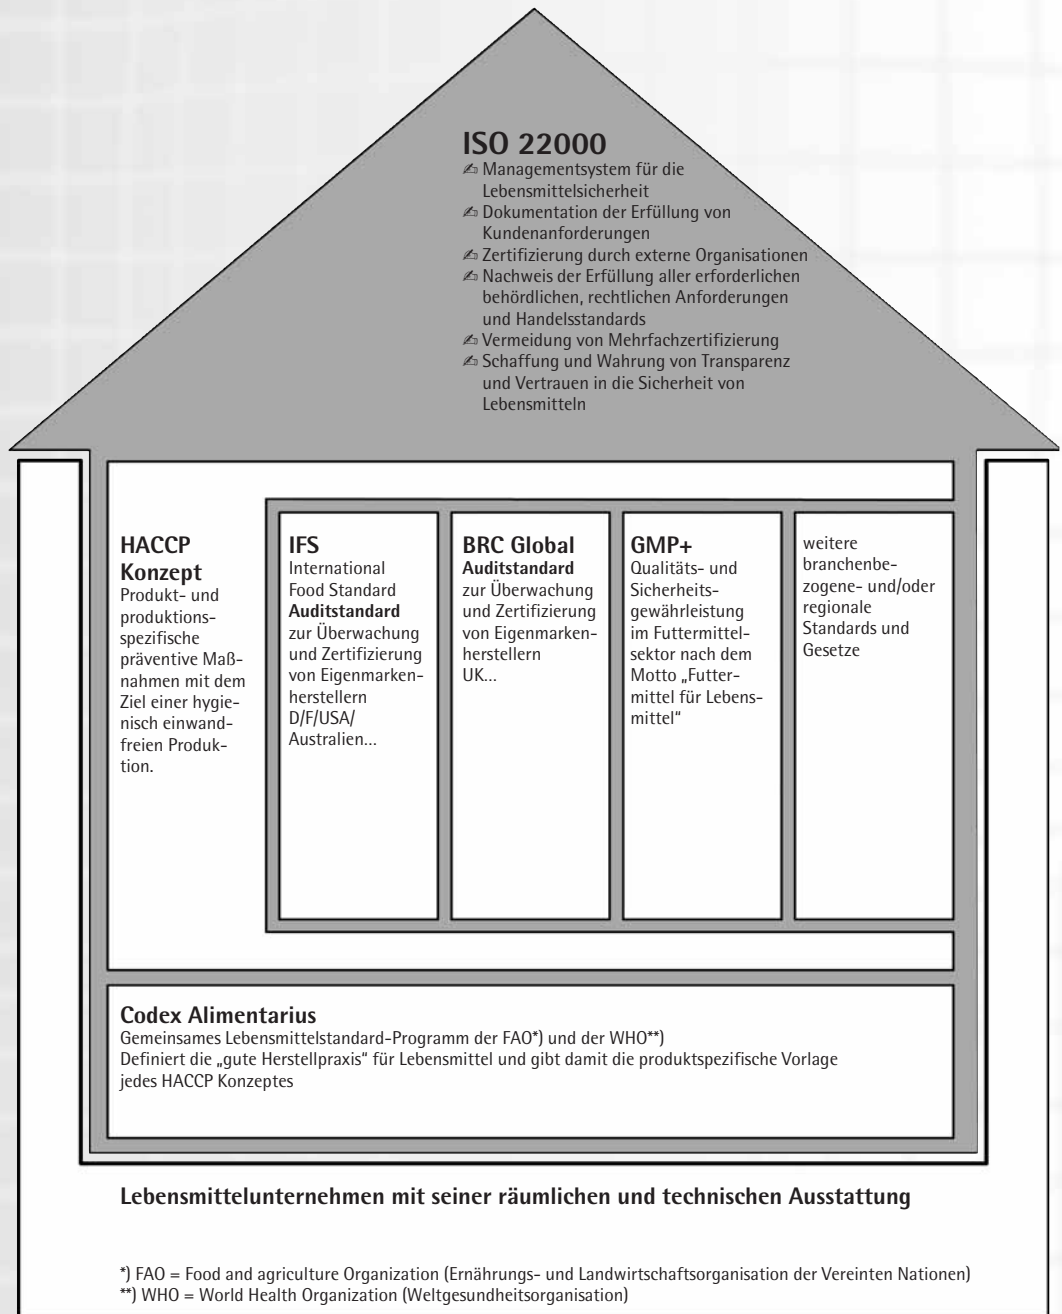 ISO 22000
✍ Managementsystem für die
Lebensmittelsicherheit
✍ Dokumentation der Erfüllung von
Kundenanforderungen
✍ Zertifizierung durch externe Organisationen
✍ Nachweis der Erfüllung aller erforderlichen
behördlichen, rechtlichen Anforderungen
und Handelsstandards
✍ Vermeidung von Mehrfachzertifizierung
✍ Schaffung und Wahrung von Transparenz
und Vertrauen in die Sicherheit von
Lebensmitteln
HACCP
Konzept
Produkt- und
produktions-
spezifische
präventive Maß-
nahmen mit dem
Ziel einer hygie-
nisch einwand-
freien Produk-
tion.
IFS
International
Food Standard
Auditstandard
zur Überwachung
und Zertifizierung
von Eigenmarken-
herstellern
D/F/USA/
Australien...
BRC Global
Auditstandard
zur Überwachung
und Zertifizierung
von Eigenmarken-
herstellern
UK...
GMP+
Qualitäts- und
Sicherheits-
gewährleistung
im Futtermittel-
sektor nach dem
Motto „Futter-
mittel für Lebens-
mittel“
weitere
branchenbe-
zogene- und/oder
regionale
Standards und
Gesetze
Codex Alimentarius
Gemeinsames Lebensmittelstandard-Programm der FAO*) und der WHO**)
Definiert die „gute Herstellpraxis“ für Lebensmittel und gibt damit die produktspezifische Vorlage
jedes HACCP Konzeptes
Lebensmittelunternehmen mit seiner räumlichen und technischen Ausstattung
*) FAO = Food and agriculture Organization (Ernährungs- und Landwirtschaftsorganisation der Vereinten Nationen)
**) WHO = World Health Organization (Weltgesundheitsorganisation)